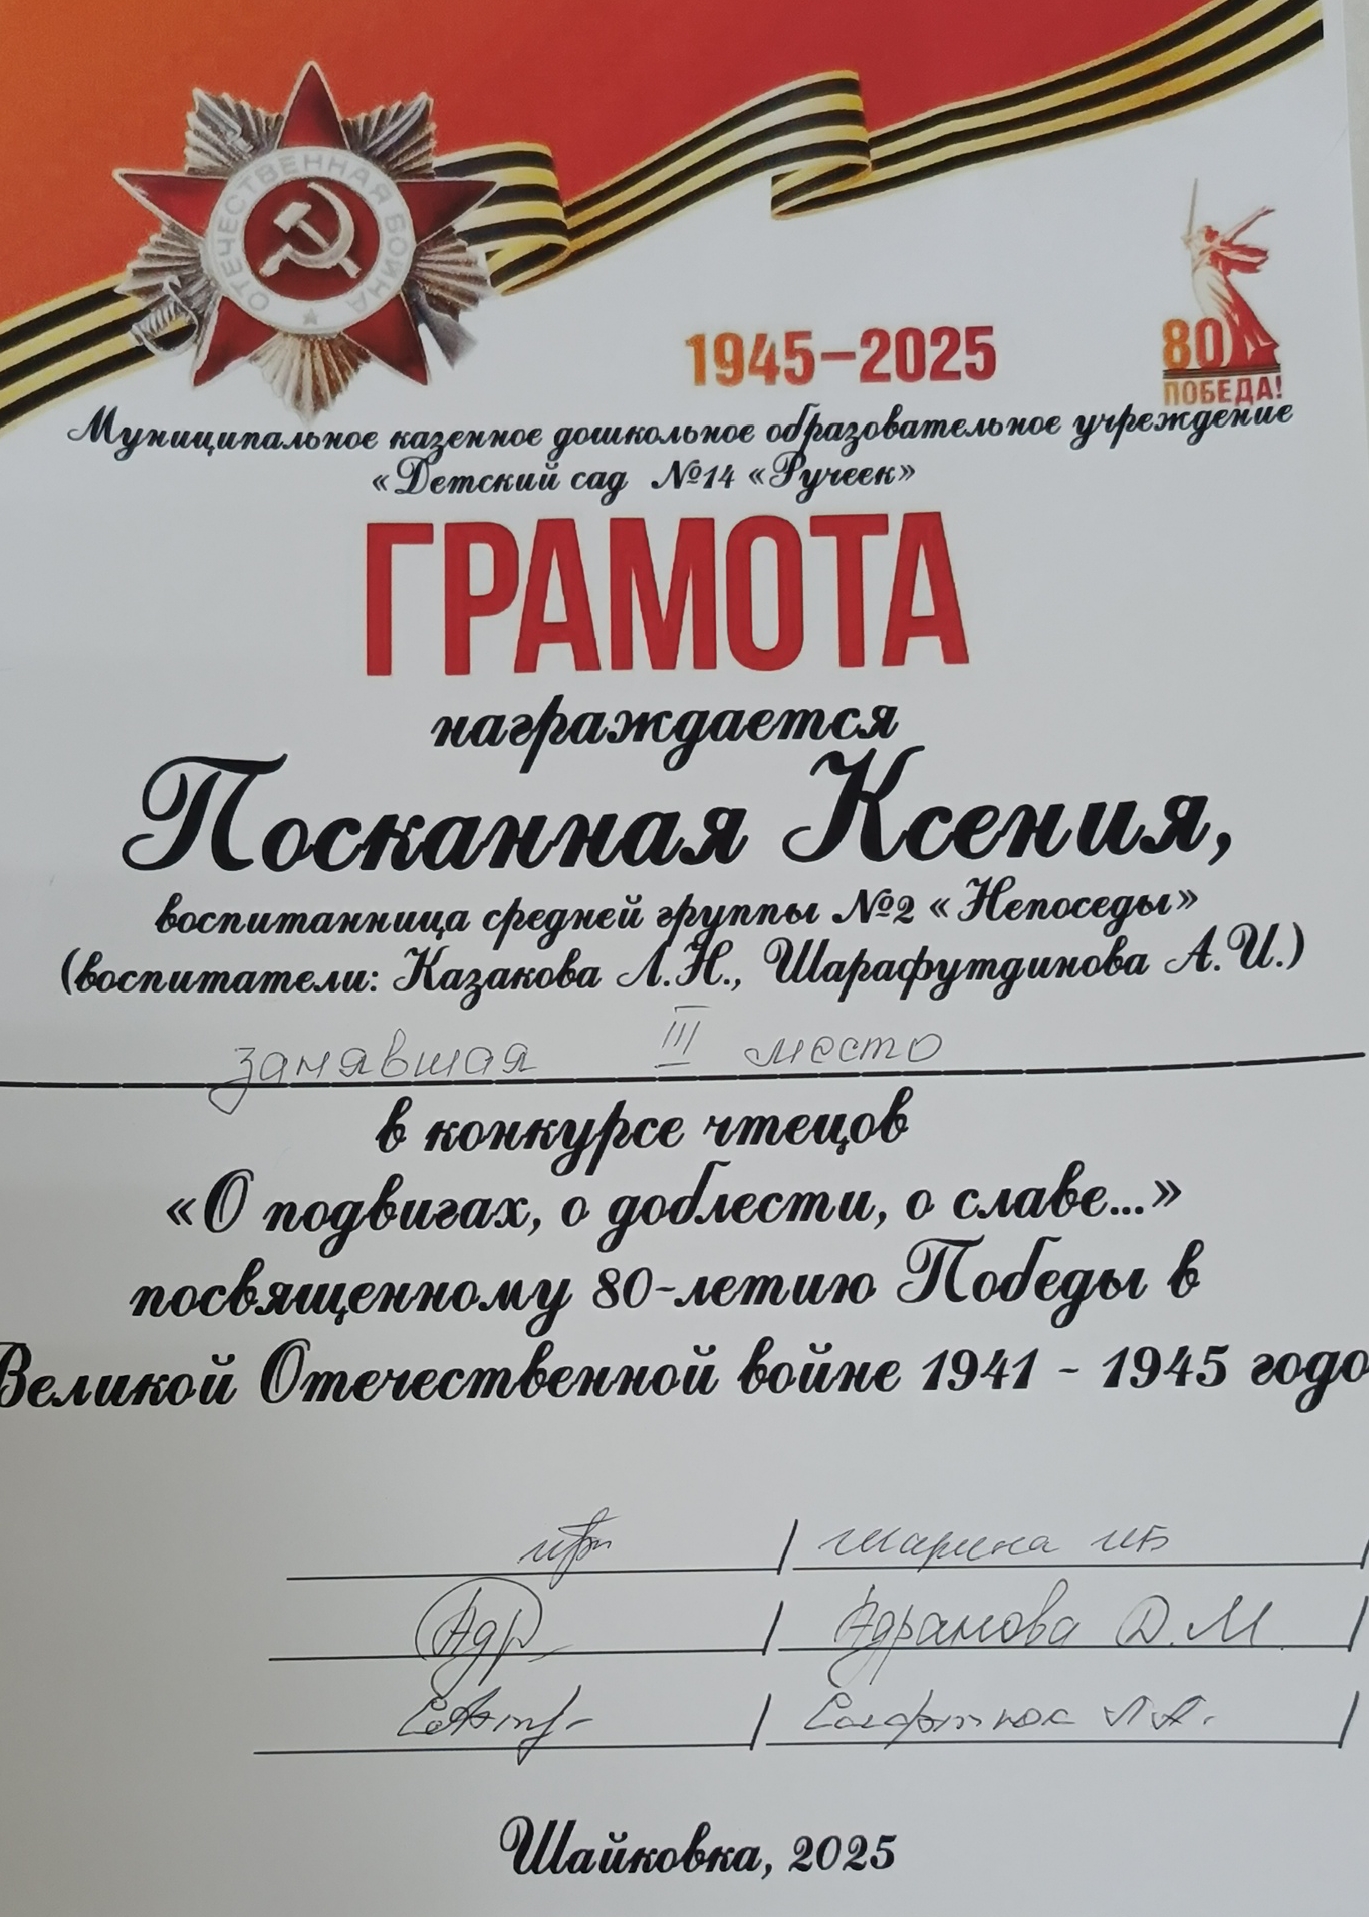 ОТЕЧЕСТВЕННАЯ ВОЙНА
1945–2025
80
ПОБЕДА!
Муниципальное казенное дошкольное образовательное учреждение
«Детский сад №14 «Ручеек»
ГРАМОТА
награждается
Посканная Ксения,
воспитанница средней группы №2 «Непоседы»
(воспитатели: Казакова Л.Н., Шарафутдинова А.И.)
занявшая III место
в конкурсе чтецов
«О подвигах, о доблести, о славе...»
посвященному 80-летию Победы в
Великой Отечественной войне 1941 - 1945 годо
Д.М.
Л.А.
Шайковка, 2025